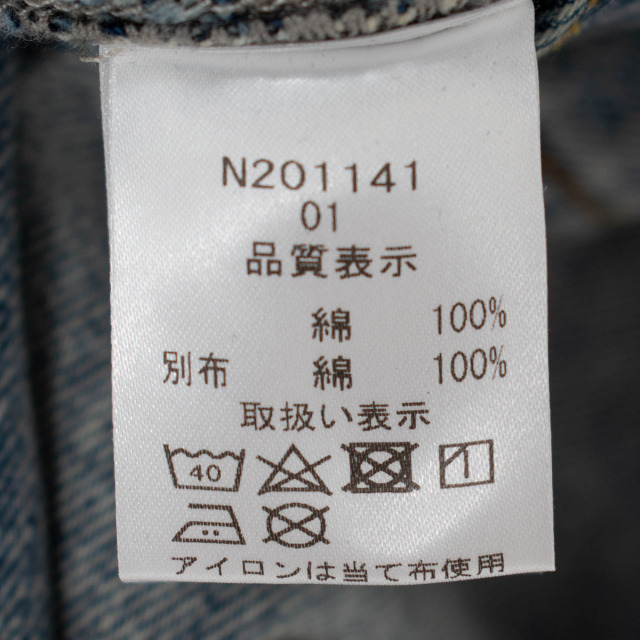 N201141
01
品質表示
綿 100%
別布 綿 100%
取扱い表示
40
アイロンは当て布使用